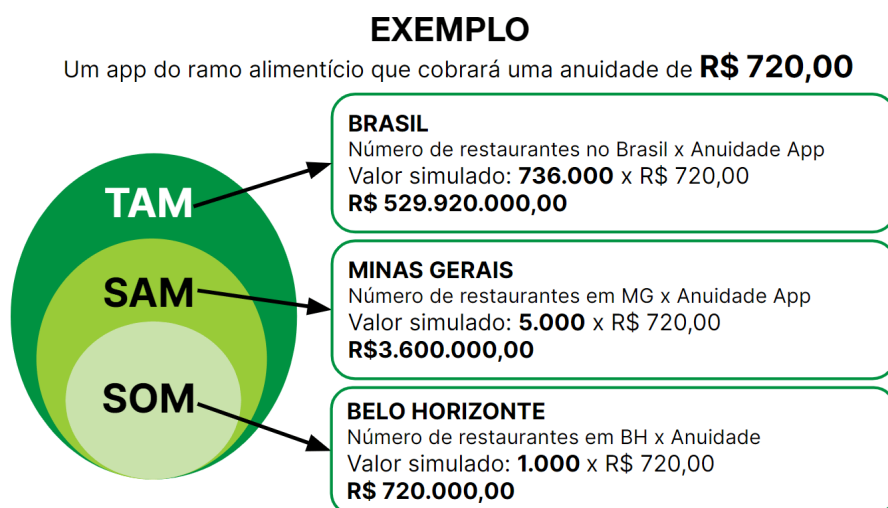 EXEMPLO
Um app do ramo alimentício que cobrará uma anuidade de R$ 720,00
TAM
SAM
SOM
BRASIL
Número de restaurantes no Brasil x Anuidade App
Valor simulado: 736.000 x R$ 720,00
R$ 529.920.000,00
MINAS GERAIS
Número de restaurantes em MG x Anuidade App
Valor simulado: 5.000 x R$ 720,00
R$3.600.000,00
BELO HORIZONTE
Número de restaurantes em BH x Anuidade
Valor simulado: 1.000 x R$ 720,00
R$ 720.000,00